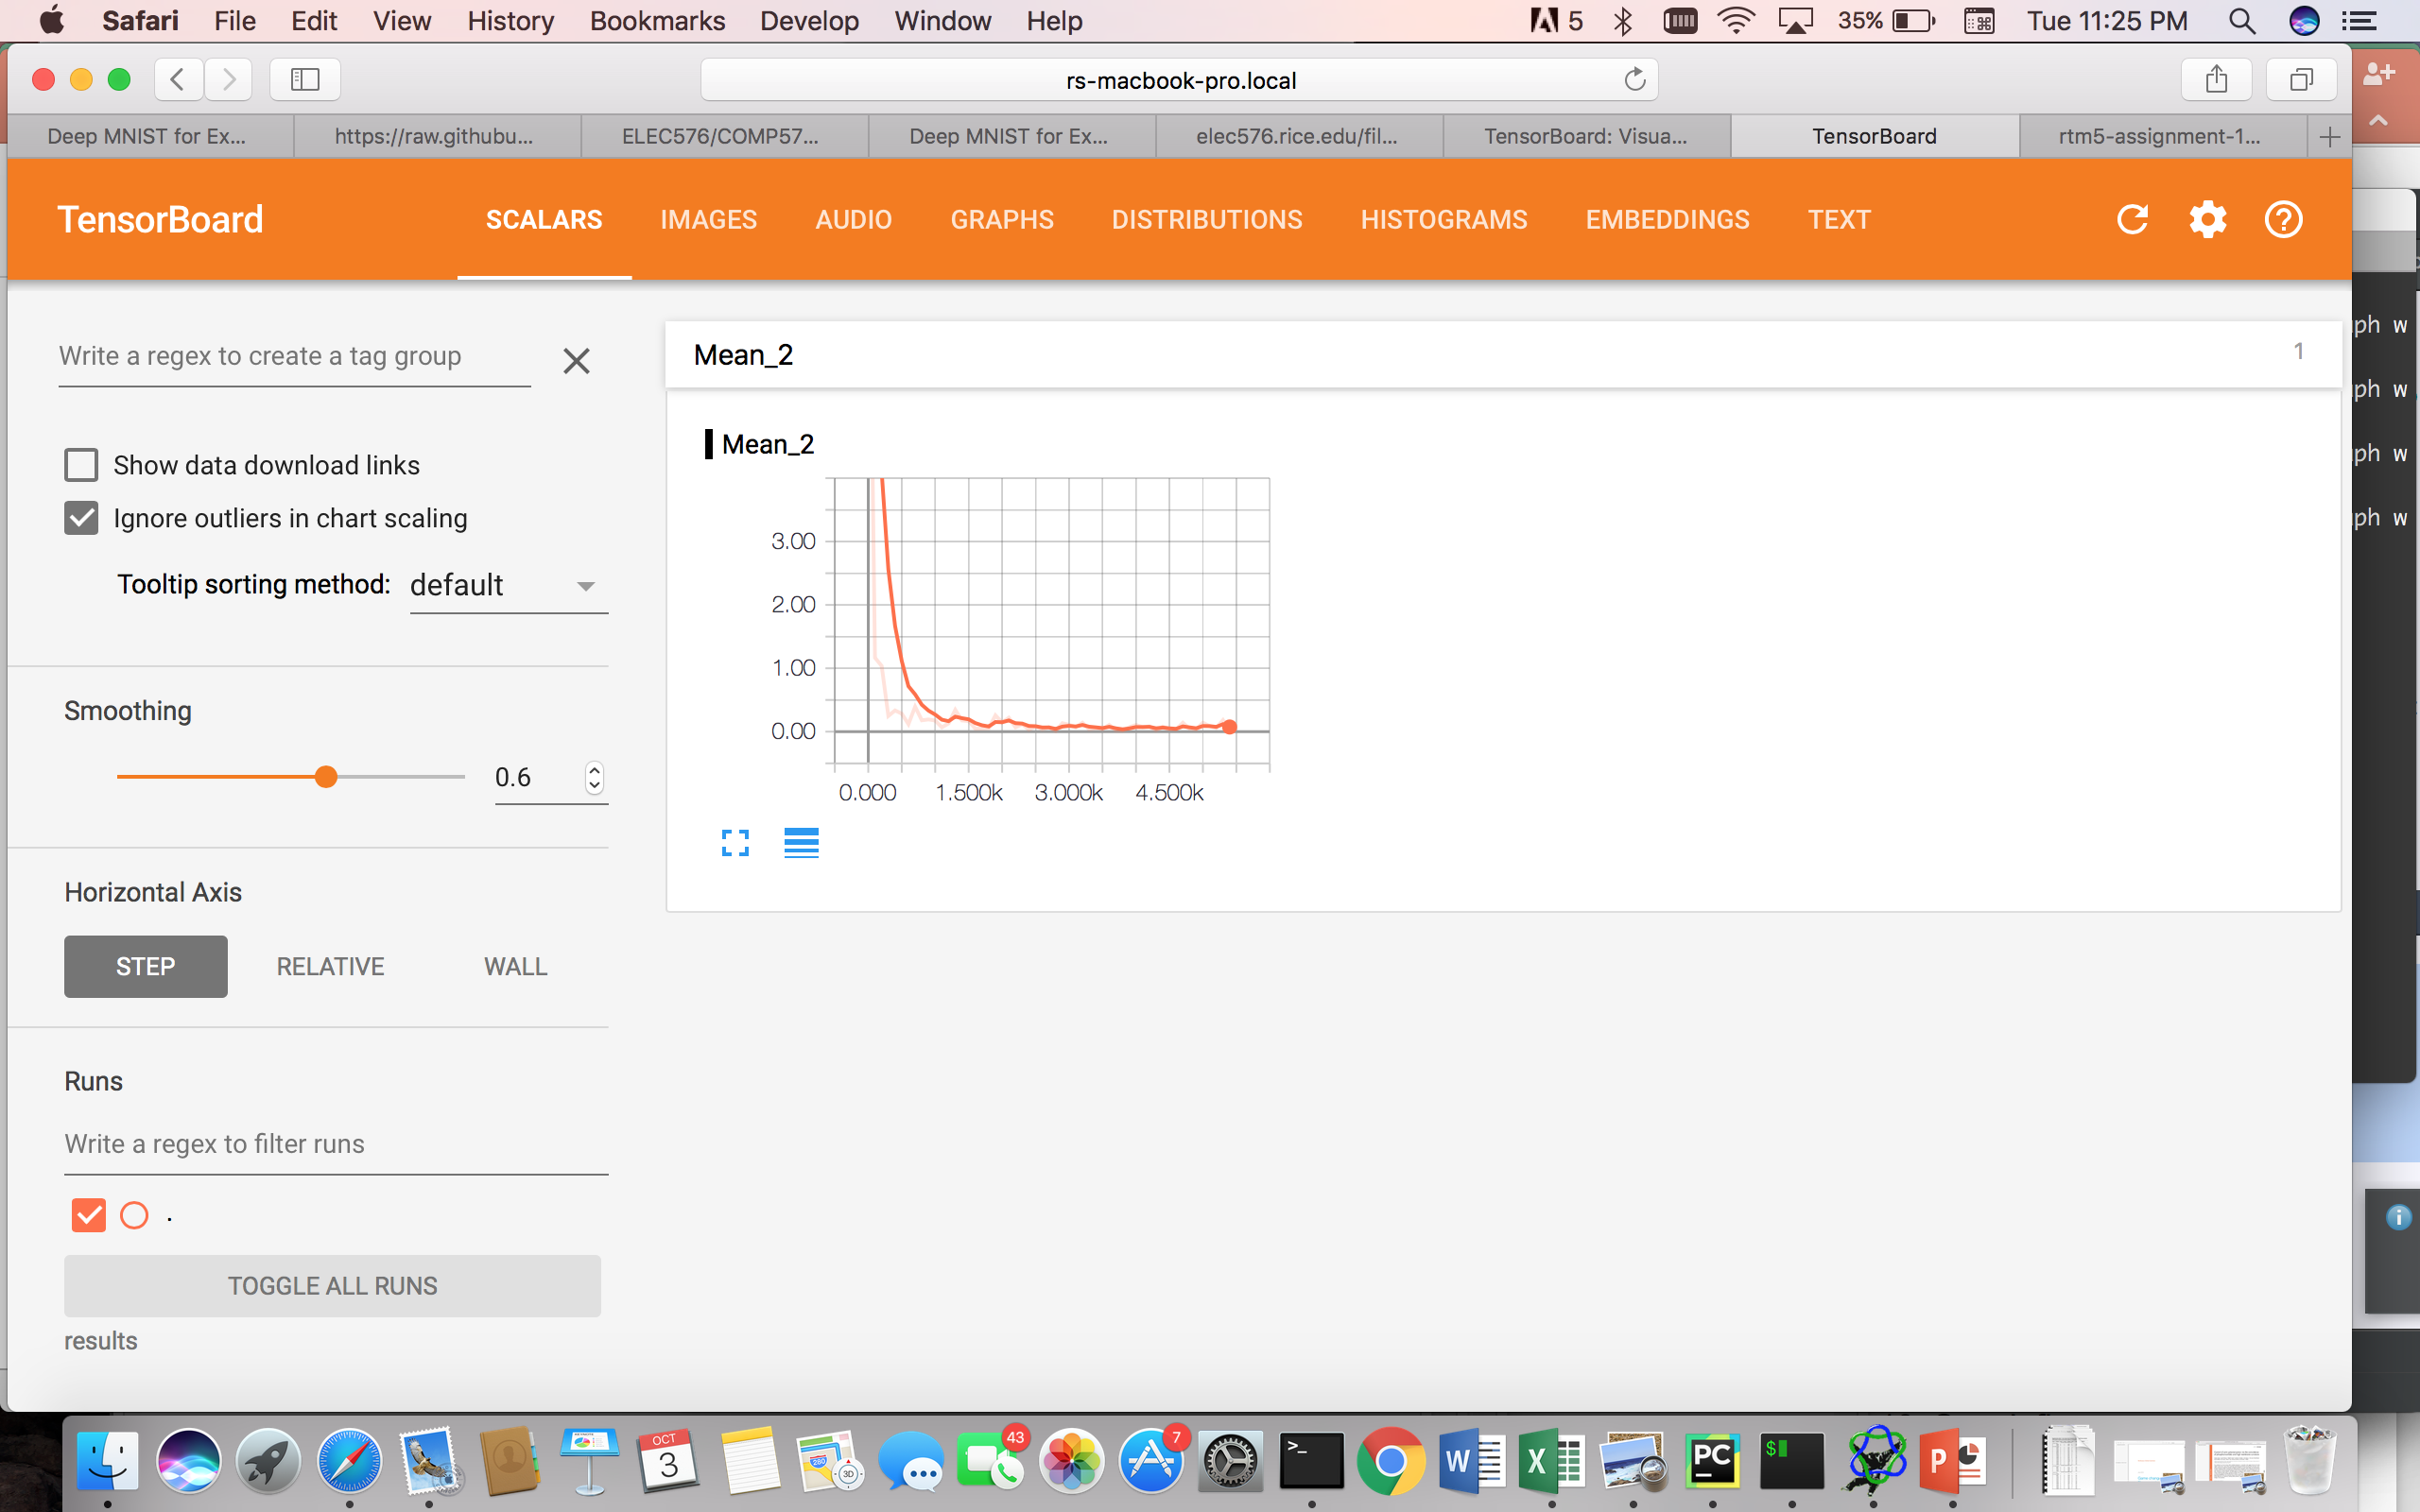 Safari File Edit View History Bookmarks Develop Window Help 5 35% Tue 11:25 PM
rs-macbook-pro.local
Deep MNIST for Ex... https://raw.githubu... ELEC576/COMP57... Deep MNIST for Ex... elec576.rice.edu/fil... TensorBoard: Visua... TensorBoard rtm5-assignment-1...
TensorBoard SCALARS IMAGES AUDIO GRAPHS DISTRIBUTIONS HISTOGRAMS EMBEDDINGS TEXT
Write a regex to create a tag group
Show data download links
Ignore outliers in chart scaling
Tooltip sorting method: default
Smoothing
0.6
Horizontal Axis
STEP RELATIVE WALL
Runs
Write a regex to filter runs
.
TOGGLE ALL RUNS
results
Mean_2 1
Mean_2
3.00
2.00
1.00
0.00
0.000 1.500k 3.000k 4.500k
ph w
ph w
ph w
ph w
OCT
3
280
3D
43
7
>_
W
X
PC
$
P